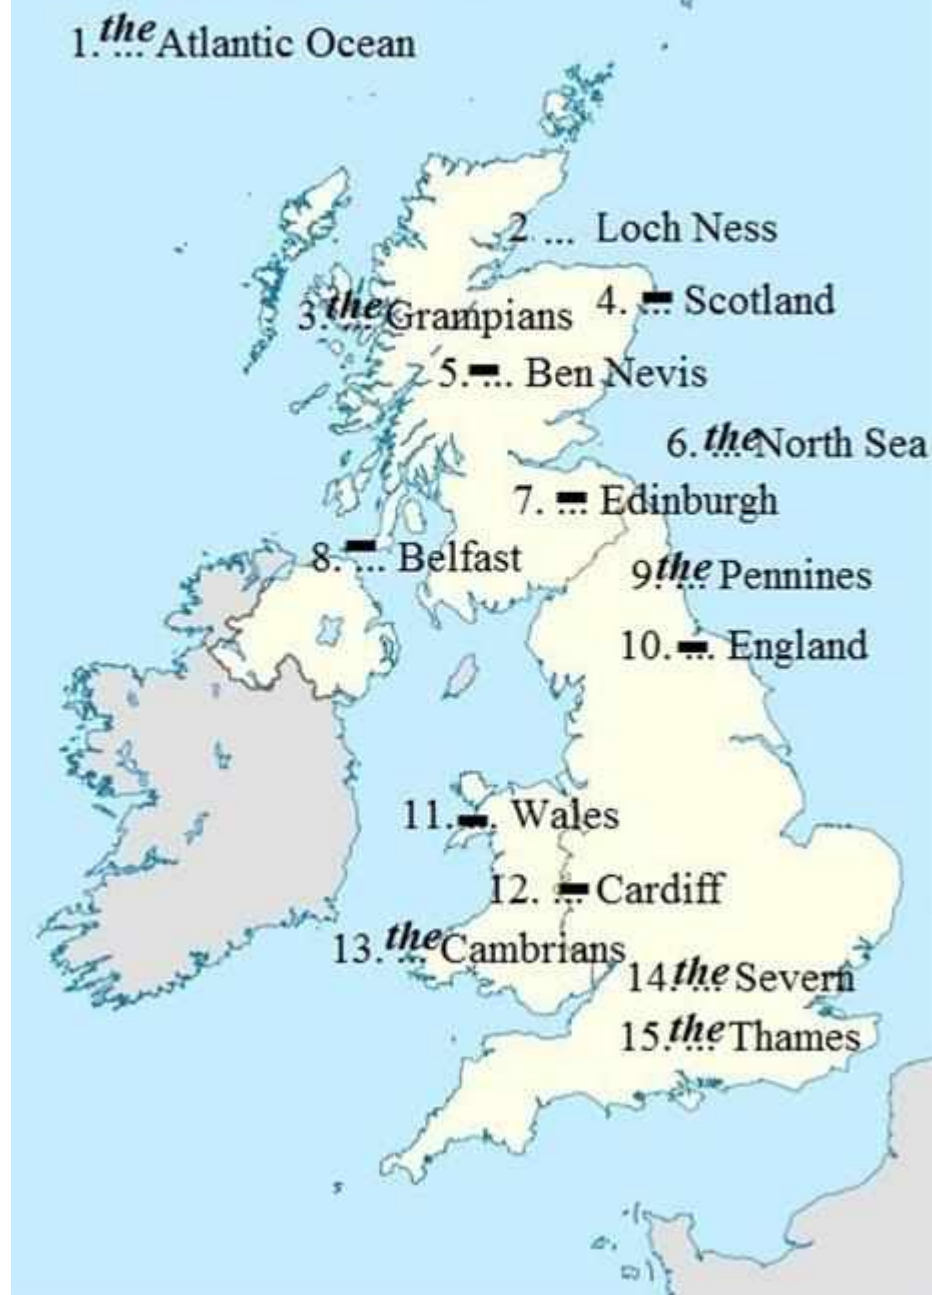 1. the ... Atlantic Ocean
2 ... Loch Ness
3. the ... Grampians
4. – ... Scotland
5. – ... Ben Nevis
6. the ... North Sea
7. – ... Edinburgh
8. – ... Belfast
9. the ... Pennines
10. – ... England
11. – ... Wales
12. – ... Cardiff
13. the ... Cambrians
14. the ... Severn
15. the ... Thames